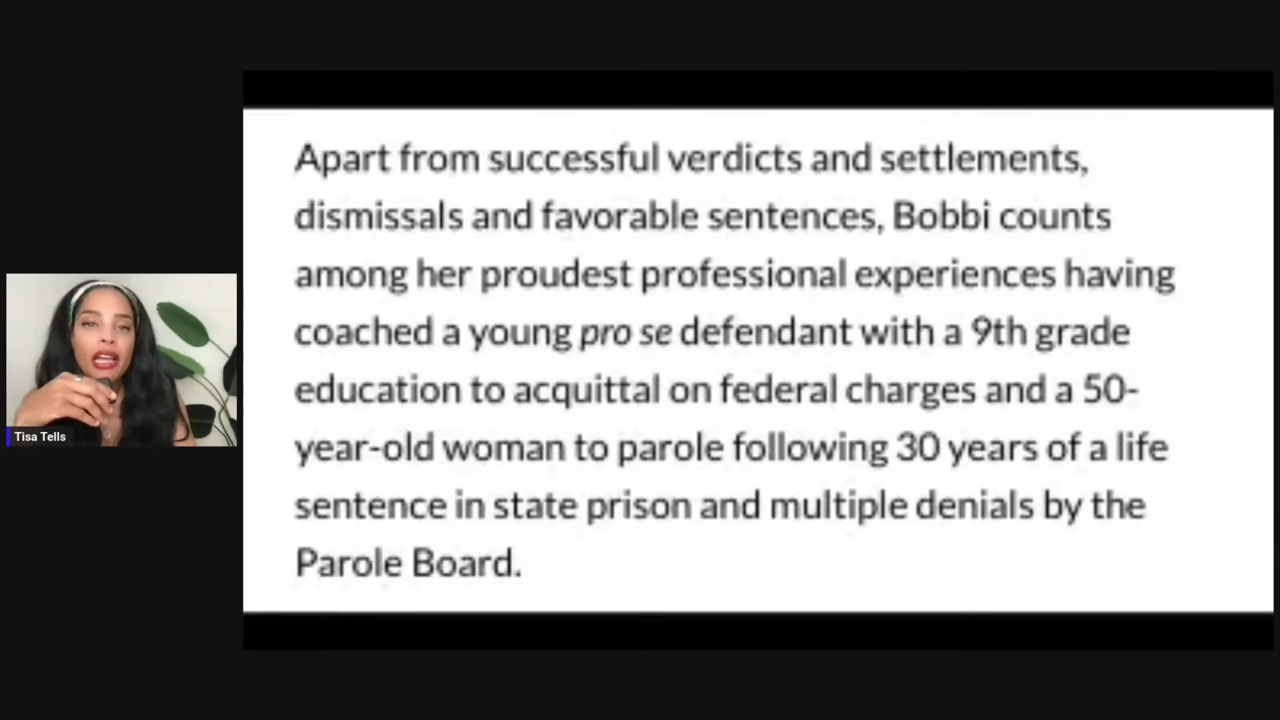 Apart from successful verdicts and settlements,
dismissals and favorable sentences, Bobbi counts
among her proudest professional experiences having
coached a young pro se defendant with a 9th grade
education to acquittal on federal charges and a 50-
year-old woman to parole following 30 years of a life
sentence in state prison and multiple denials by the
Parole Board.
Tisa Tells